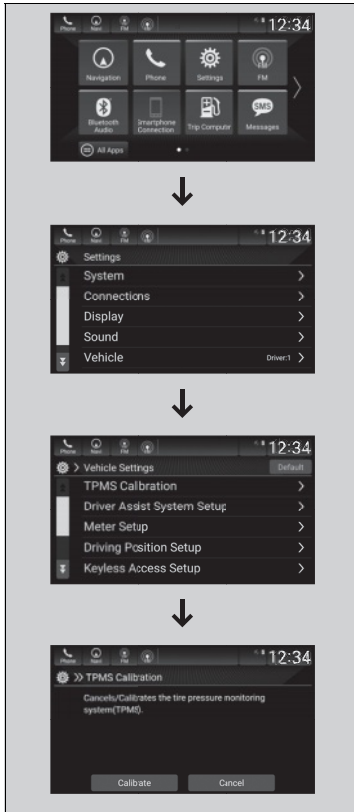 Phone Navi FM 12:34
Navigation Phone Settings FM
Bluetooth Audio Smartphone Connection Trip Computer SMS Messages
All Apps
Phone Navi FM 12:34
Settings
System
Connections
Display
Sound
Vehicle Driver:1
Phone Navi FM 12:34
Vehicle Settings Default
TPMS Calibration
Driver Assist System Setup
Meter Setup
Driving Position Setup
Keyless Access Setup
Phone Navi FM 12:34
TPMS Calibration
Cancels/Calibrates the tire pressure monitoring
system(TPMS).
Calibate Cancel